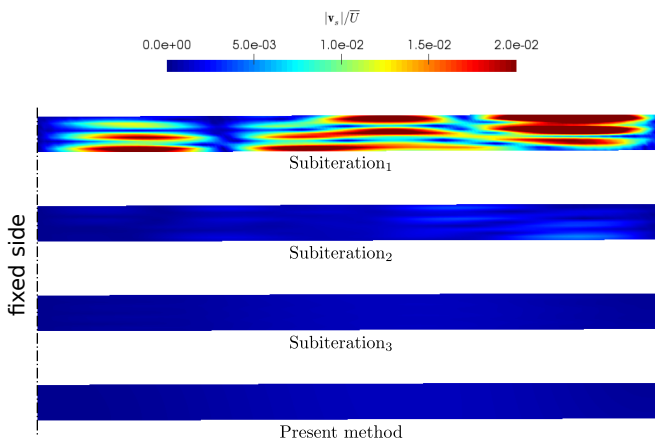 |v_s|/U̅
0.0e+00 5.0e-03 1.0e-02 1.5e-02 2.0e-02
Subiteration₁
Subiteration₂
fixed side
Subiteration₃
Present method